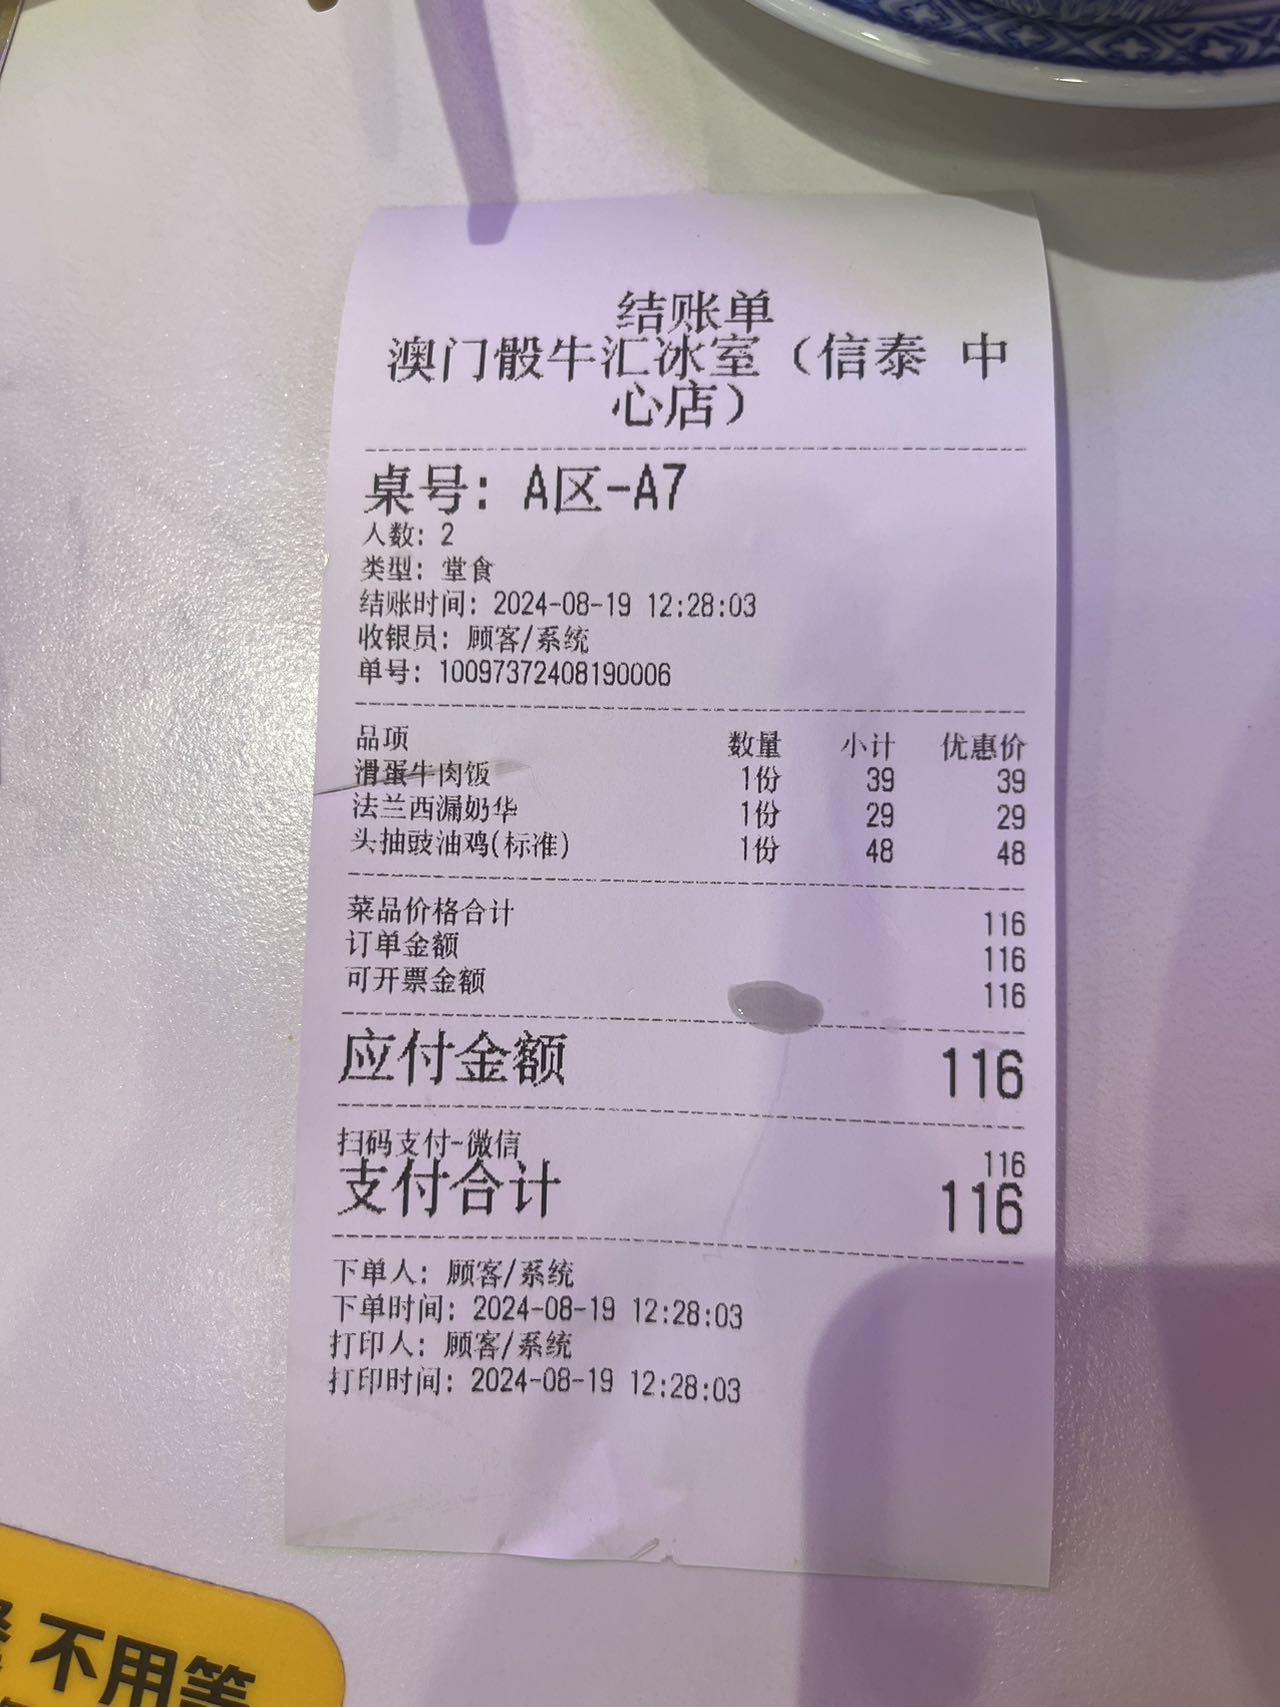 结账单
澳门骰牛汇冰室（信泰 中
心店）
桌号: A区-A7
人数: 2
类型: 堂食
结账时间: 2024-08-19 12:28:03
收银员: 顾客/系统
单号: 10097372408190006
品项 数量 小计 优惠价
滑蛋牛肉饭 1份 39 39
法兰西漏奶华 1份 29 29
头抽豉油鸡(标准) 1份 48 48
菜品价格合计 116
订单金额 116
可开票金额 116
应付金额 116
扫码支付-微信 116
支付合计 116
下单人: 顾客/系统
下单时间: 2024-08-19 12:28:03
打印人: 顾客/系统
打印时间: 2024-08-19 12:28:03
不用等